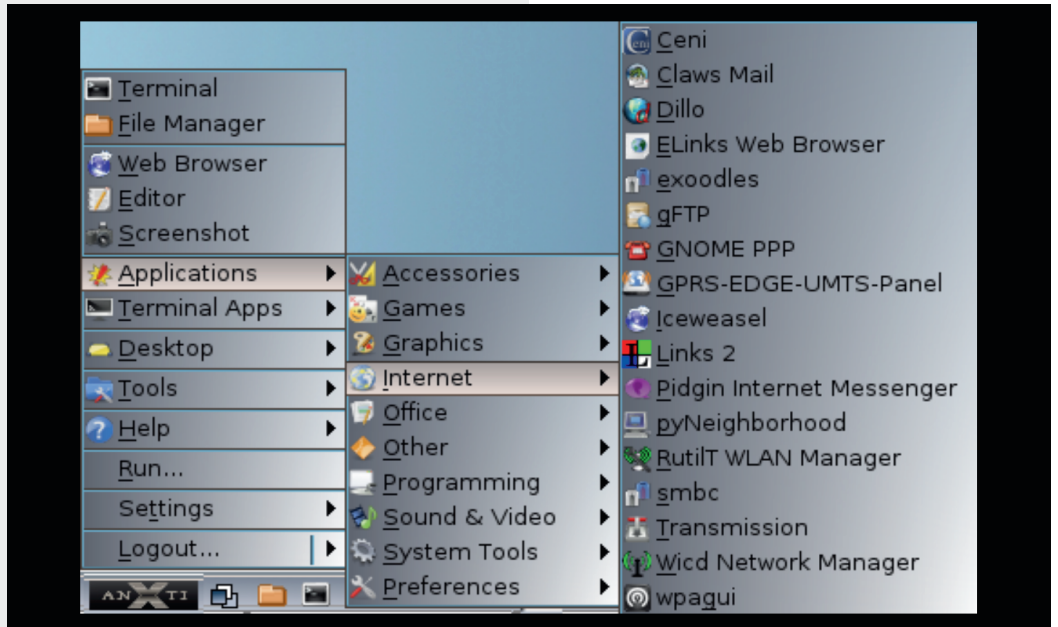 Terminal
File Manager
Web Browser
Editor
Screenshot
Applications
Terminal Apps
Desktop
Tools
Help
Run...
Settings
Logout...
ANXTI
Accessories
Games
Graphics
Internet
Office
Other
Programming
Sound & Video
System Tools
Preferences
Ceni
Ceni
Claws Mail
Dillo
ELinks Web Browser
exoodles
gFTP
GNOME PPP
GPRS-EDGE-UMTS-Panel
Iceweasel
Links 2
Pidgin Internet Messenger
pyNeighborhood
RutilT WLAN Manager
smbc
Transmission
Wicd Network Manager
wpagui